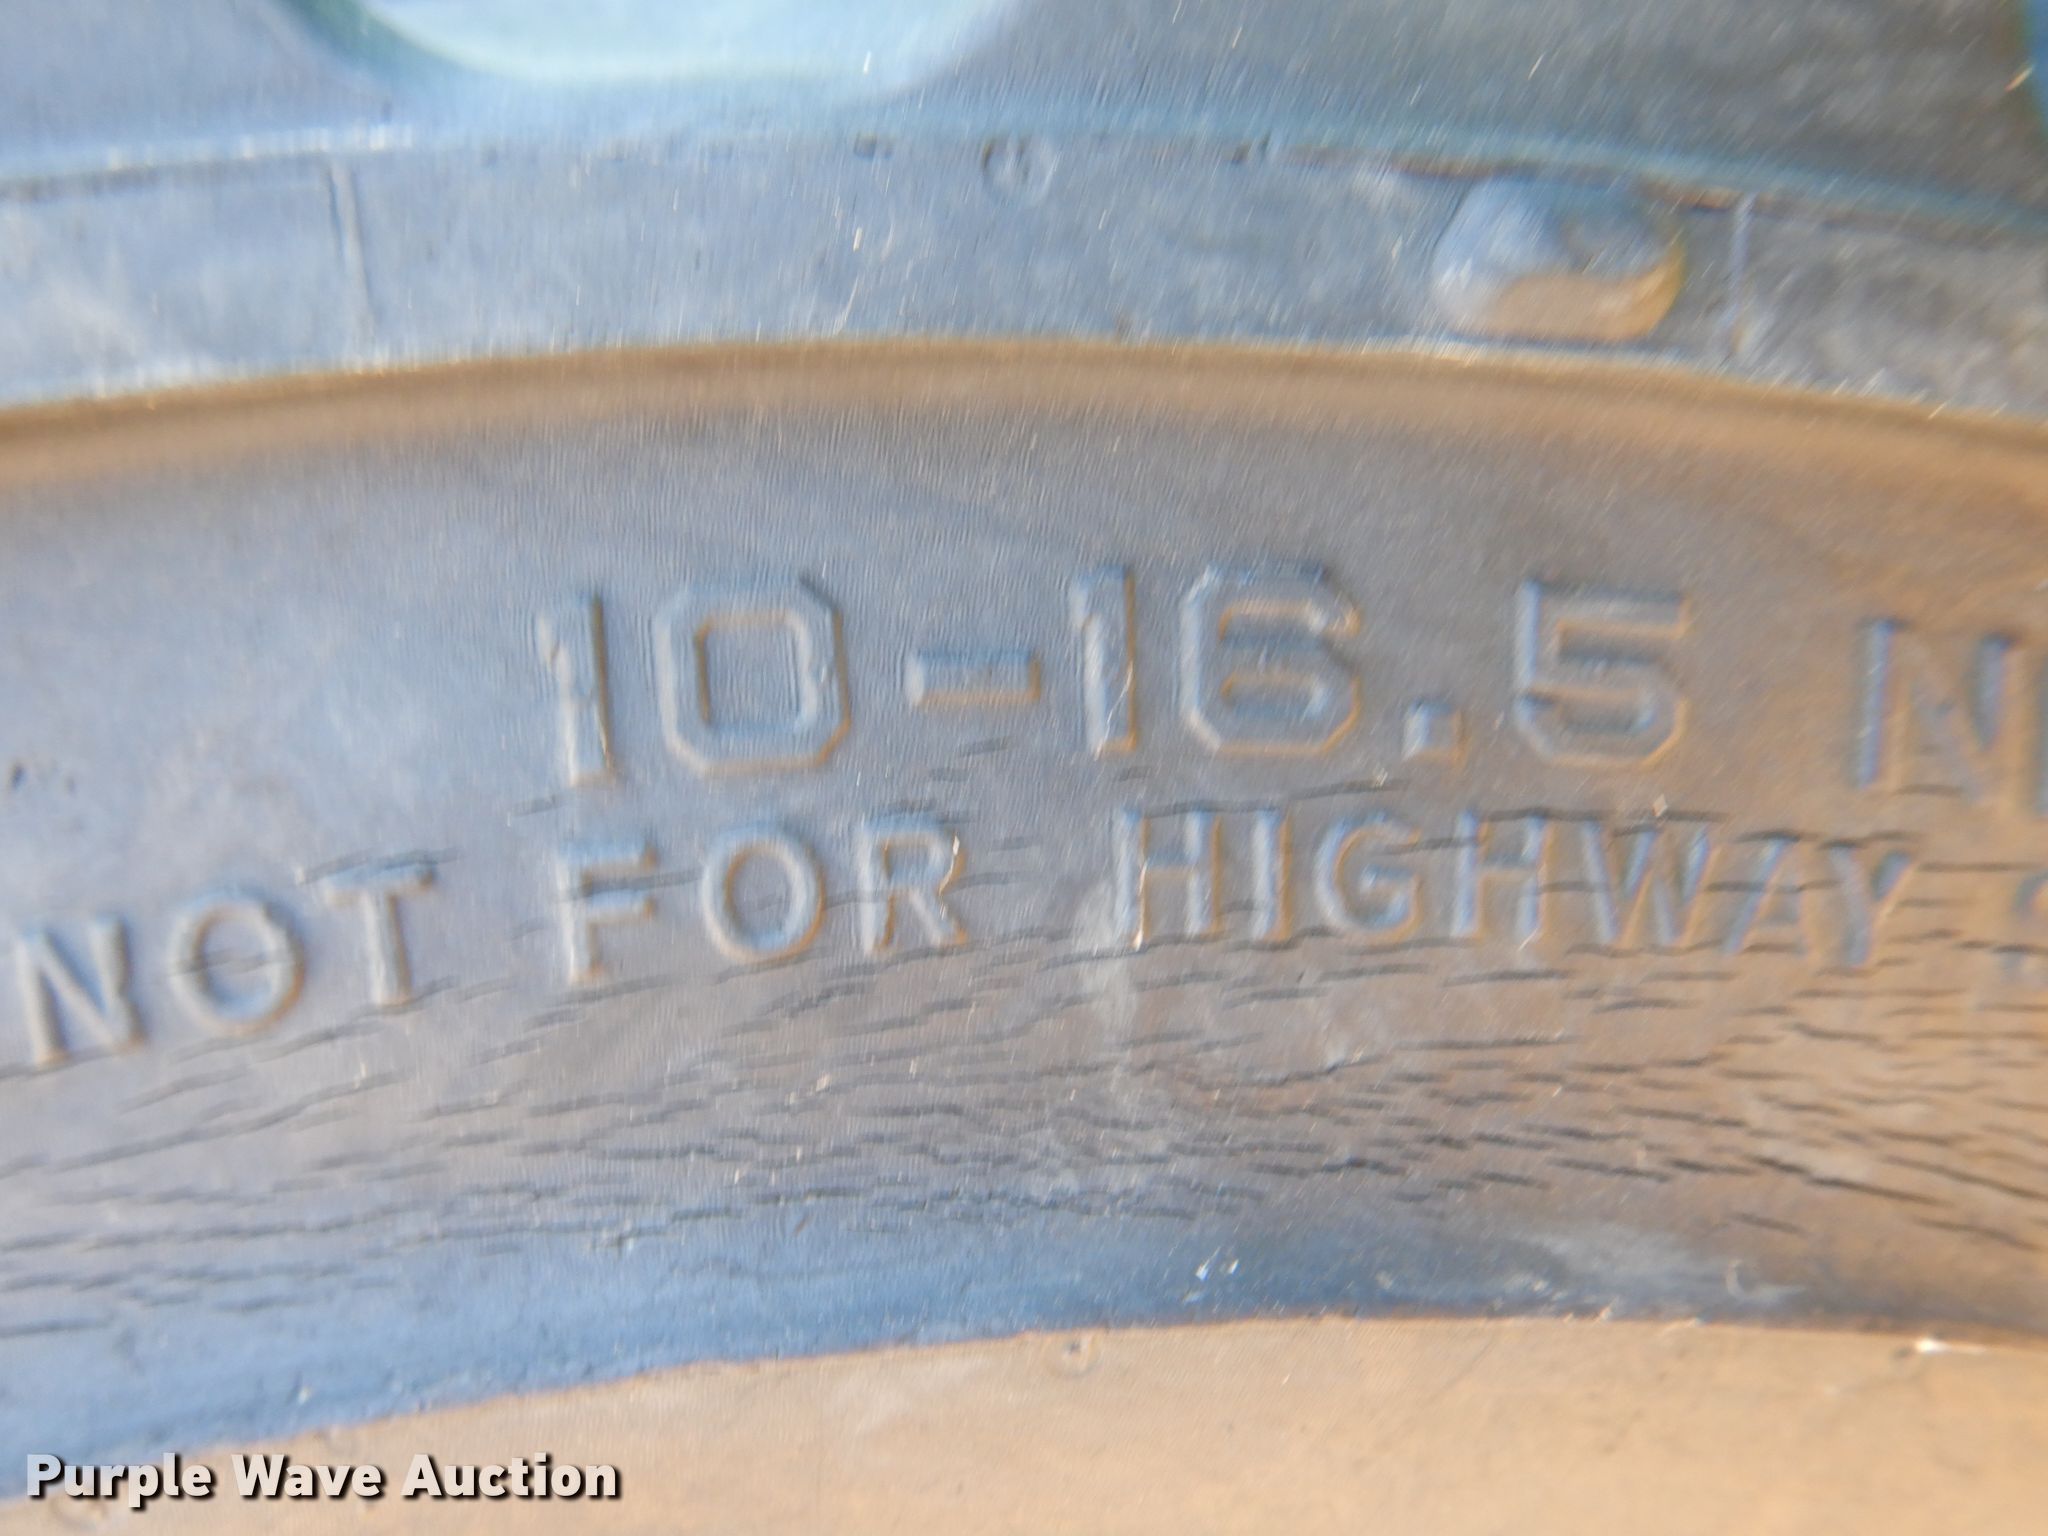 10-16.5 N
NOT FOR HIGHWAY
Purple Wave Auction